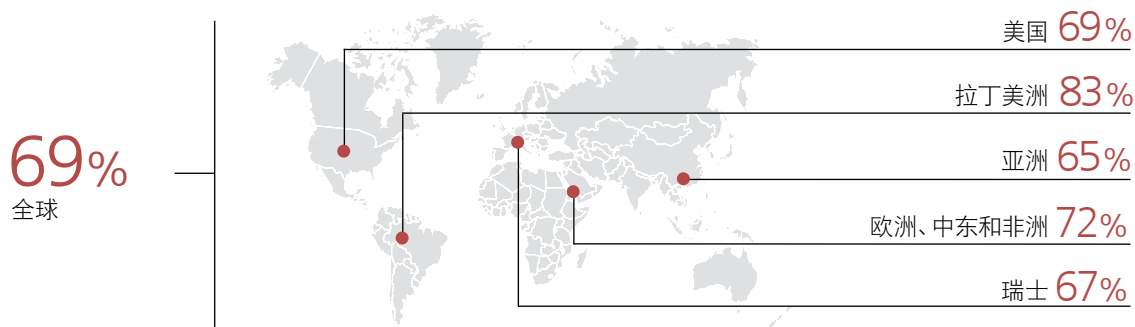 69%
全球
美国 69%
拉丁美洲 83%
亚洲 65%
欧洲、中东和非洲 72%
瑞士 67%